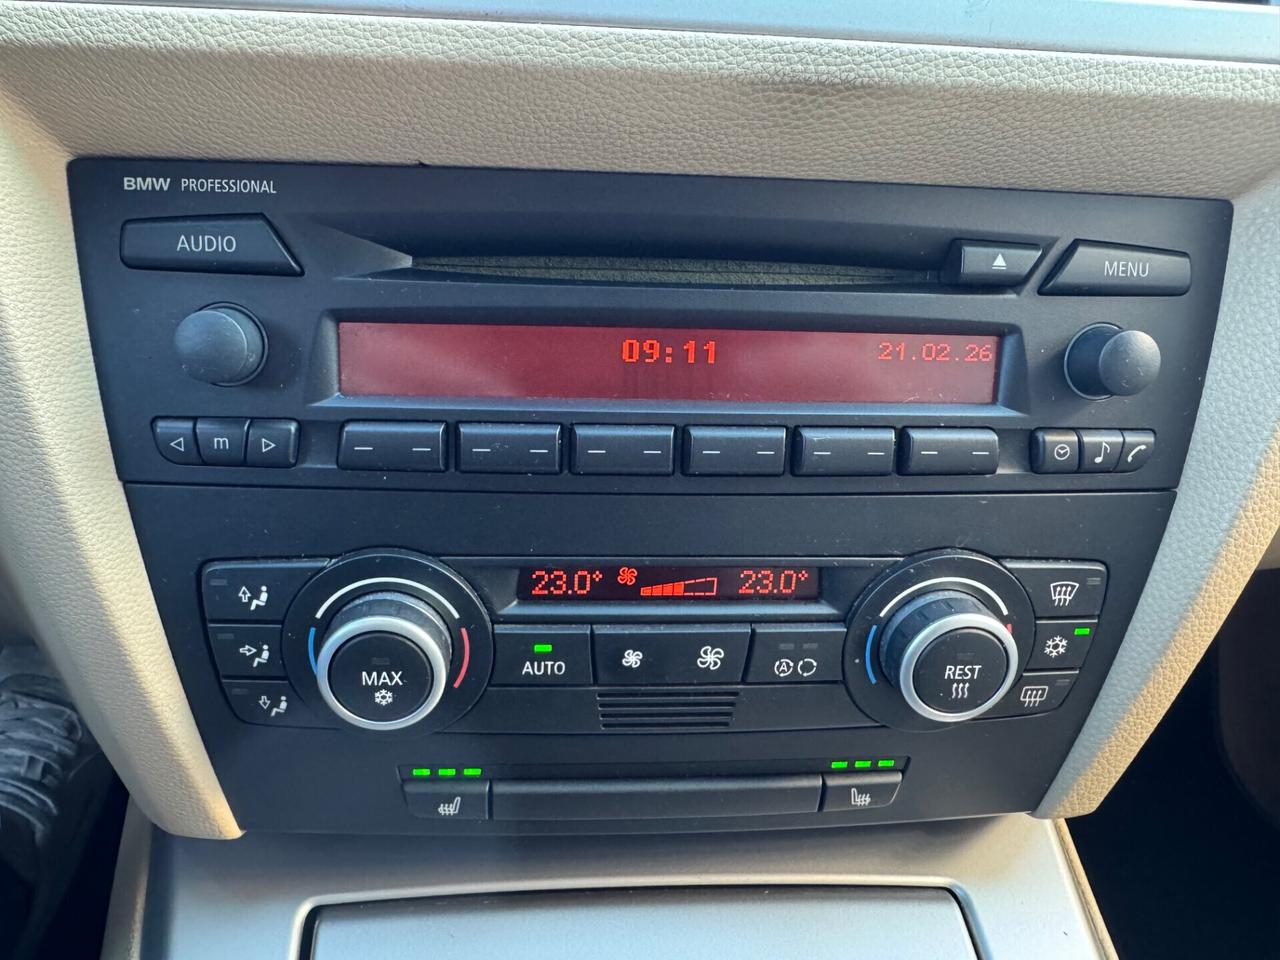 BMW PROFESSIONAL
AUDIO
MENU
09:11
21.02.26
m
23.0°
23.0°
MAX
AUTO
A
REST